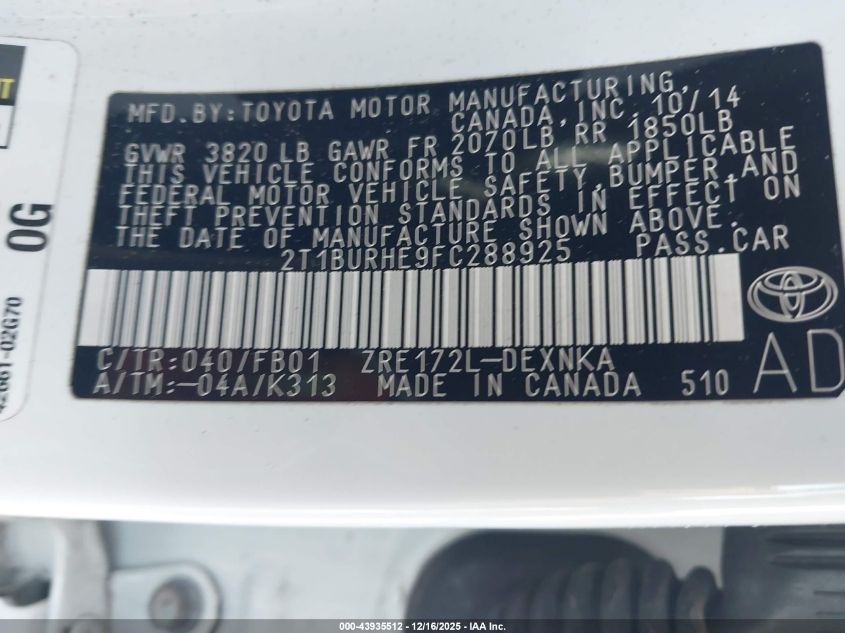 MFD.BY:TOYOTA MOTOR MANUFACTURING,
CANADA,INC. 10/14
GVWR 3820 LB GAWR FR 2070LB RR 1850LB
THIS VEHICLE CONFORMS TO ALL APPLICABLE
FEDERAL MOTOR VEHICLE SAFETY,BUMPER,AND
THEFT PREVENTION STANDARDS IN EFFECT ON
THE DATE OF MANUFACTURE SHOWN ABOVE.
2T1BURHE9FC288925 PASS.CAR
C/TR:040/FB01 ZRE172L-DEXNKA
A/TM:-04A/K313 MADE IN CANADA 510
AD
0G
42661-02G70
000-43935512 - 12/16/2025 - IAA Inc.